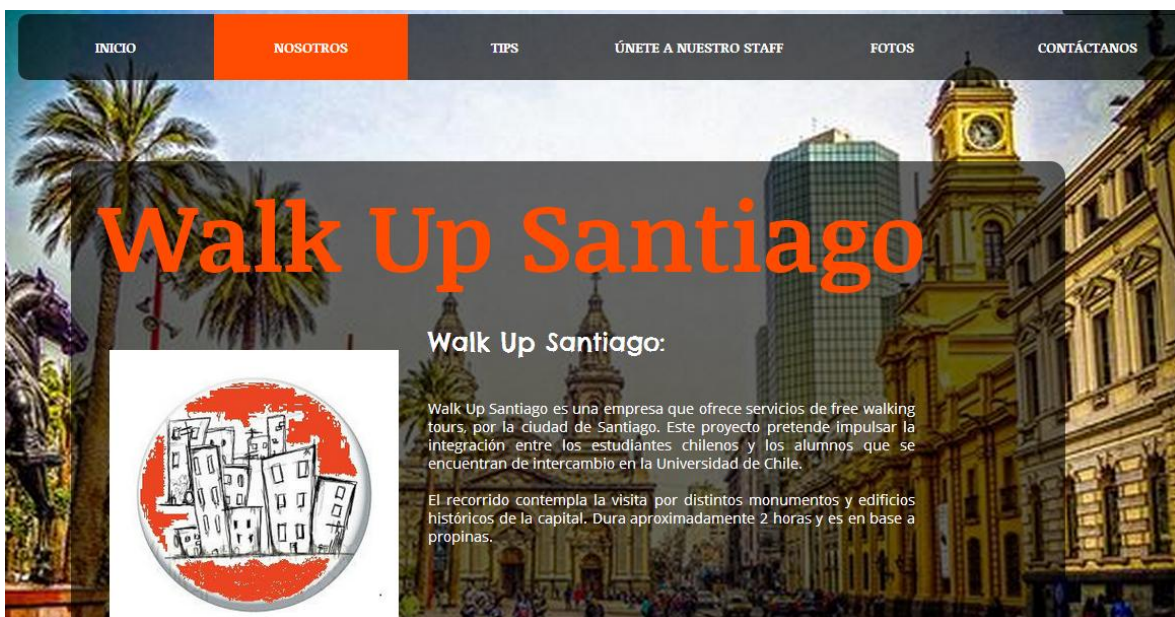 INICIO NOSOTROS TIPS ÚNETE A NUESTRO STAFF FOTOS CONTÁCTANOS
Walk Up Santiago
Walk Up Santiago:
Walk Up Santiago es una empresa que ofrece servicios de free walking
tours, por la ciudad de Santiago. Este proyecto pretende impulsar la
integración entre los estudiantes chilenos y los alumnos que se
encuentran de intercambio en la Universidad de Chile.
El recorrido contempla la visita por distintos monumentos y edificios
históricos de la capital. Dura aproximadamente 2 horas y es en base a
propinas.